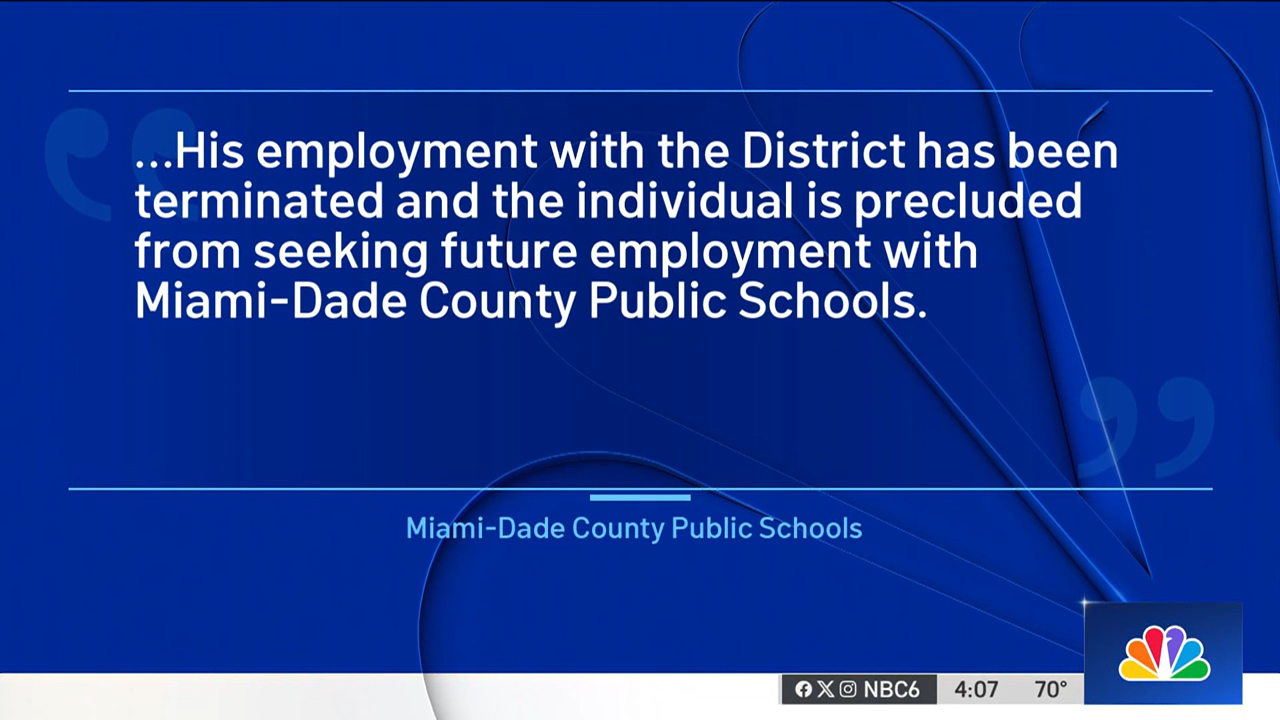 ...His employment with the District has been
terminated and the individual is precluded
from seeking future employment with
Miami-Dade County Public Schools.
Miami-Dade County Public Schools
NBC6 4:07 70°